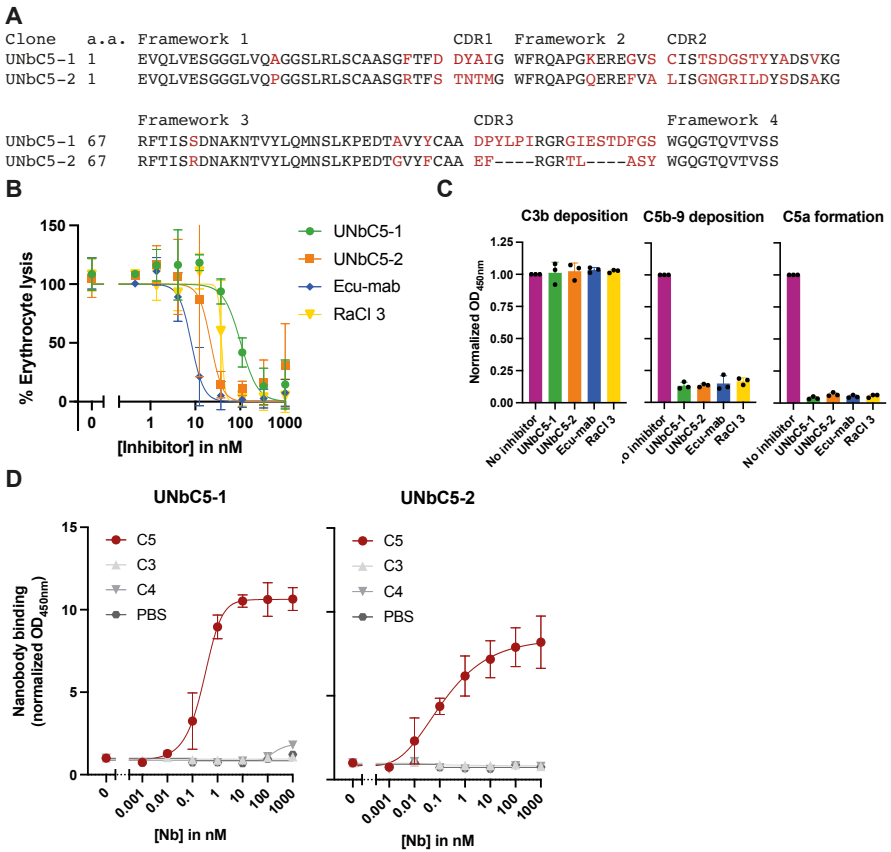 A
Clone a.a. Framework 1 CDR1 Framework 2 CDR2
UNbC5-1 1 EVQLVESGGGLVQAGGSLRLSCAASGFTFD DYAIG WFRQAPGKEREGVS CISTSDGSTYYADSVKG
UNbC5-2 1 EVQLVESGGGLVQPGGSLRLSCAASGRTFS TNTMG WFRQAPGQEREFVA LISGNGRILDYSDSAKG
Framework 3 CDR3 Framework 4
UNbC5-1 67 RFTISSDNAKNTVYLQMNSLKPEDTAVYYCAA DPYLPIRGRGIESTDFGS WGQGTQVTVSS
UNbC5-2 67 RFTISRDNAKNTVYLQMNSLKPEDTGVYFCAA EF----RGRTL----ASY WGQGTQVTVSS
B
% Erythrocyte lysis
150
100
50
0
0 1 10 100 1000
[Inhibitor] in nM
UNbC5-1
UNbC5-2
Ecu-mab
RaCI 3
C
C3b deposition C5b-9 deposition C5a formation
Normalized OD450nm
1.25
1.00
0.75
0.50
0.25
0.00
No inhibitor UNbC5-1 UNbC5-2 Ecu-mab RaCI 3
o inhibitor UNbC5-1 UNbC5-2 Ecu-mab RaCI 3
No inhibitor UNbC5-1 UNbC5-2 Ecu-mab RaCI 3
D
UNbC5-1 UNbC5-2
Nanobody binding
(normalized OD450nm)
15
10
5
0
C5
C3
C4
PBS
0 0.001 0.01 0.1 1 10 100 1000
[Nb] in nM
C5
C3
C4
PBS
0 0.001 0.01 0.1 1 10 100 1000
[Nb] in nM